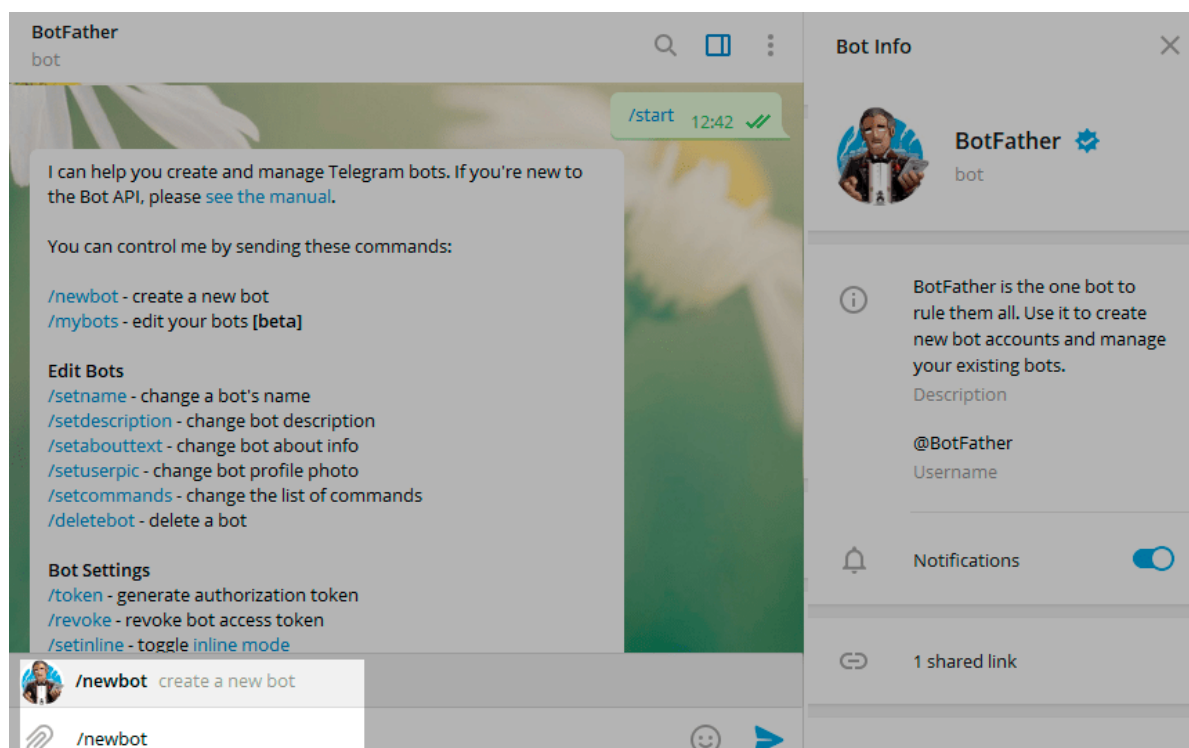 BotFather
bot
/start 12:42
I can help you create and manage Telegram bots. If you're new to
the Bot API, please see the manual.
You can control me by sending these commands:
/newbot - create a new bot
/mybots - edit your bots [beta]
Edit Bots
/setname - change a bot's name
/setdescription - change bot description
/setabouttext - change bot about info
/setuserpic - change bot profile photo
/setcommands - change the list of commands
/deletebot - delete a bot
Bot Settings
/token - generate authorization token
/revoke - revoke bot access token
/setinline - toggle inline mode
/newbot create a new bot
/newbot
Bot Info
BotFather
bot
BotFather is the one bot to
rule them all. Use it to create
new bot accounts and manage
your existing bots.
Description
@BotFather
Username
Notifications
1 shared link